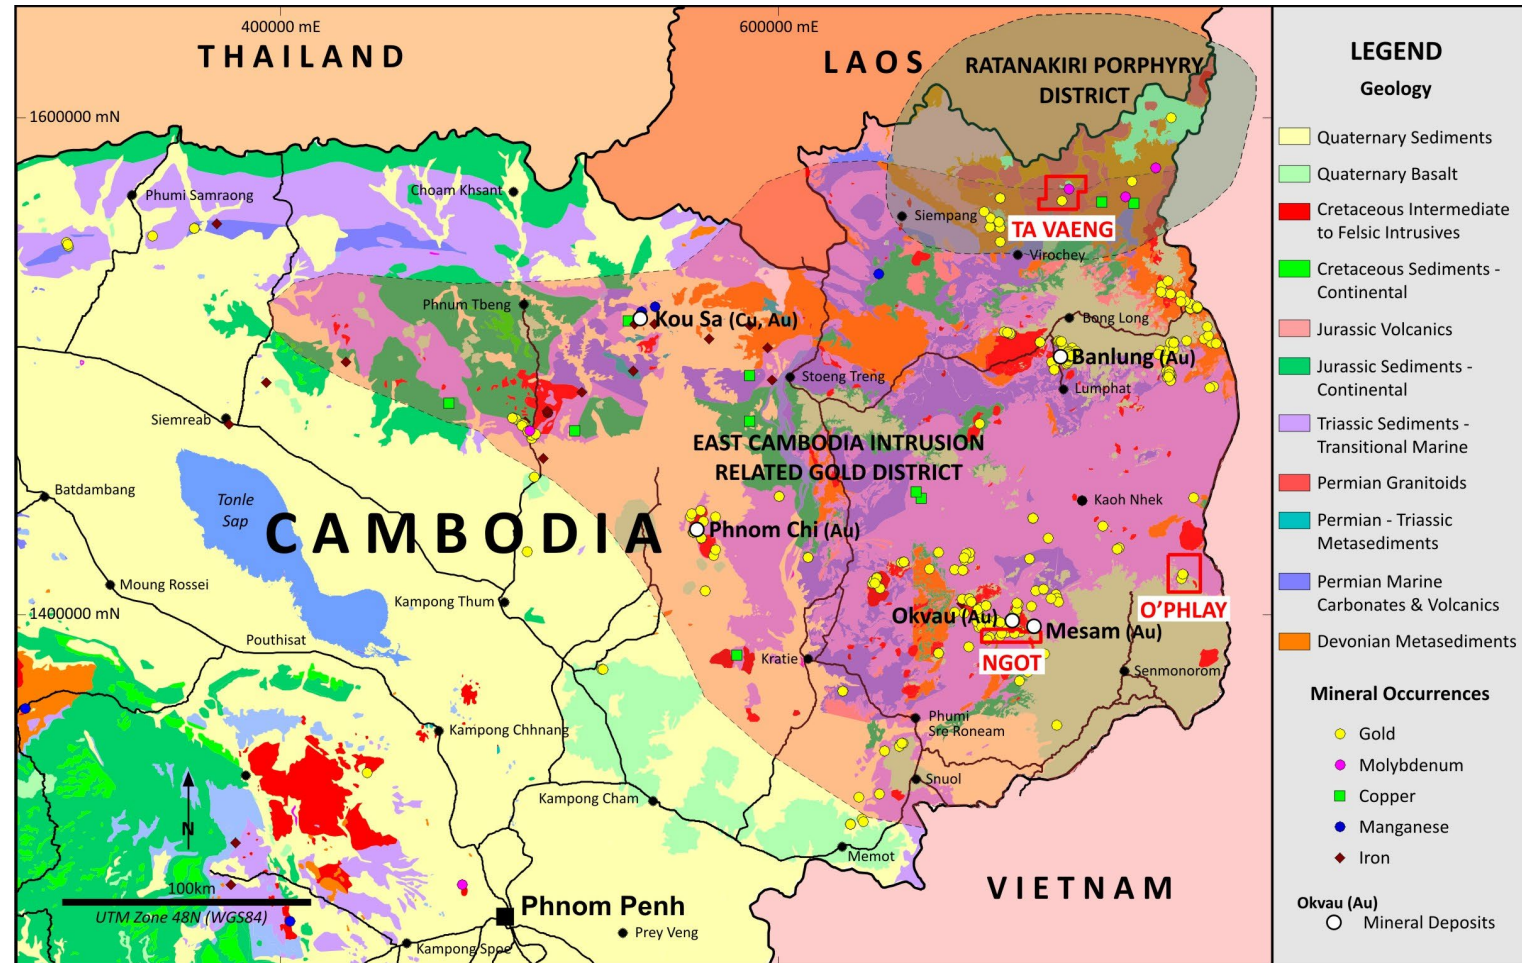 400000 mE
600000 mE
THAILAND
LAOS
RATANAKIRI PORPHYRY
DISTRICT
1600000 mN
Phumi Samraong
Choam Khsant
Siempang
TA VAENG
Virochey
Phnum Tbeng
Kou Sa (Cu, Au)
Bong Long
Banlung (Au)
Stoeng Treng
Lumphat
Siemreab
EAST CAMBODIA INTRUSION
RELATED GOLD DISTRICT
Batdambang
Tonle
Sap
CAMBODIA
Kaoh Nhek
Phnom Chi (Au)
Moung Rossei
Kampong Thum
1400000 mN
O'PHLAY
Okvau (Au)
Mesam (Au)
Pouthisat
Kratie
NGOT
Senmonorom
Kampong Chhnang
Phumi
Sre Roneam
Snuol
Kampong Cham
N
Memot
100km
UTM Zone 48N (WGS84)
VIETNAM
Phnom Penh
Prey Veng
Kampong Spoe
LEGEND
Geology
Quaternary Sediments
Quaternary Basalt
Cretaceous Intermediate
to Felsic Intrusives
Cretaceous Sediments -
Continental
Jurassic Volcanics
Jurassic Sediments -
Continental
Triassic Sediments -
Transitional Marine
Permian Granitoids
Permian - Triassic
Metasediments
Permian Marine
Carbonates & Volcanics
Devonian Metasediments
Mineral Occurrences
Gold
Molybdenum
Copper
Manganese
Iron
Okvau (Au)
Mineral Deposits